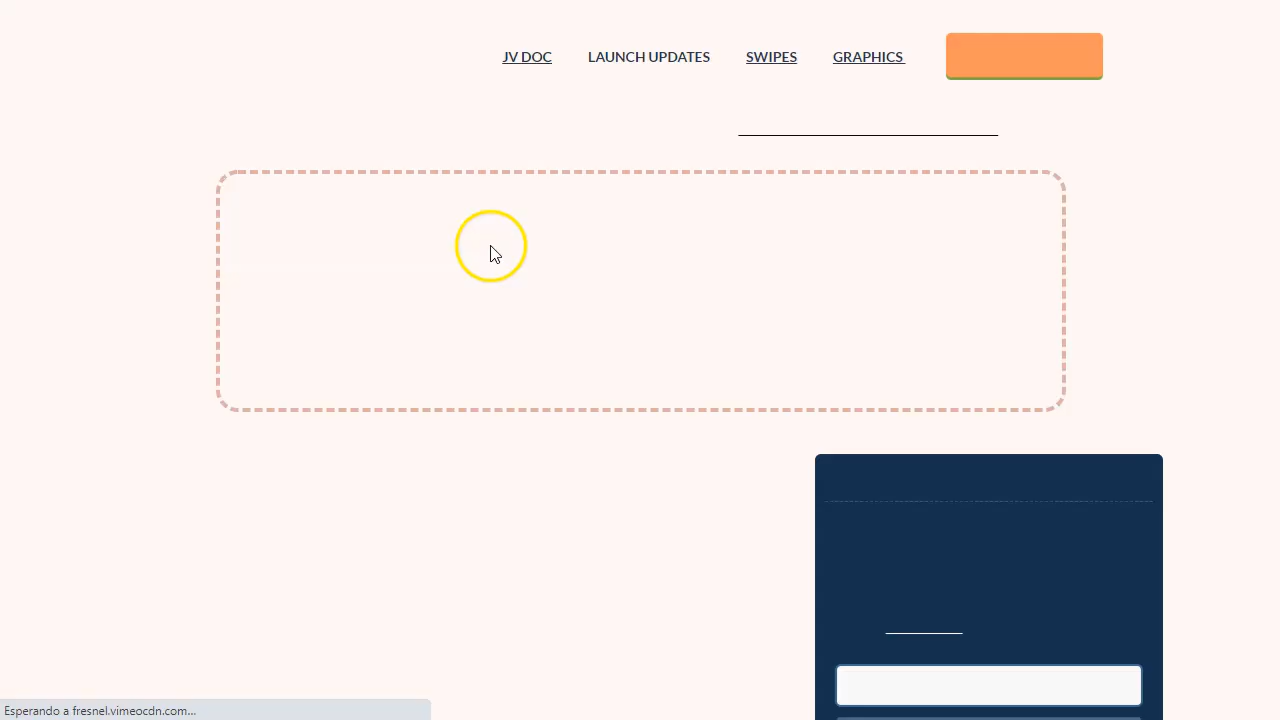 JV DOC LAUNCH UPDATES SWIPES GRAPHICS
Esperando a fresnel.vimeocdn.com...